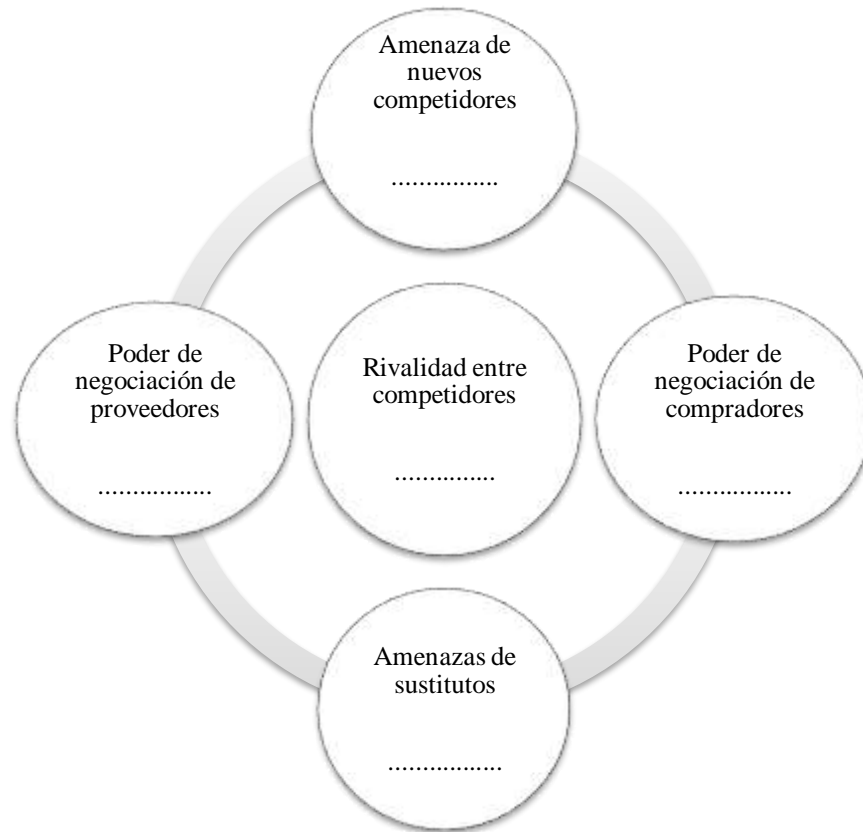 Amenaza de
nuevos
competidores
................
Poder de
negociación de
proveedores
.................
Rivalidad entre
competidores
...............
Poder de
negociación de
compradores
.................
Amenazas de
sustitutos
.................